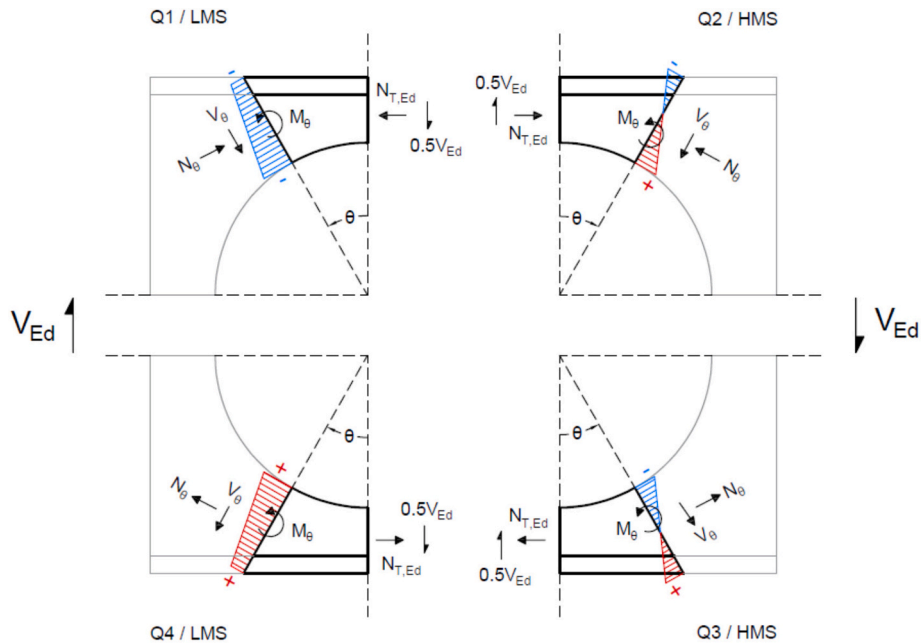 Q1 / LMS
Q2 / HMS
-
-
N_T,Ed
0.5V_Ed
V_θ
M_θ
N_θ
-
0.5V_Ed
N_T,Ed
M_θ
V_θ
N_θ
+
θ
θ
V_Ed
V_Ed
θ
θ
+
N_θ
V_θ
M_θ
0.5V_Ed
N_T,Ed
+
-
N_T,Ed
0.5V_Ed
M_θ
N_θ
V_θ
+
Q4 / LMS
Q3 / HMS